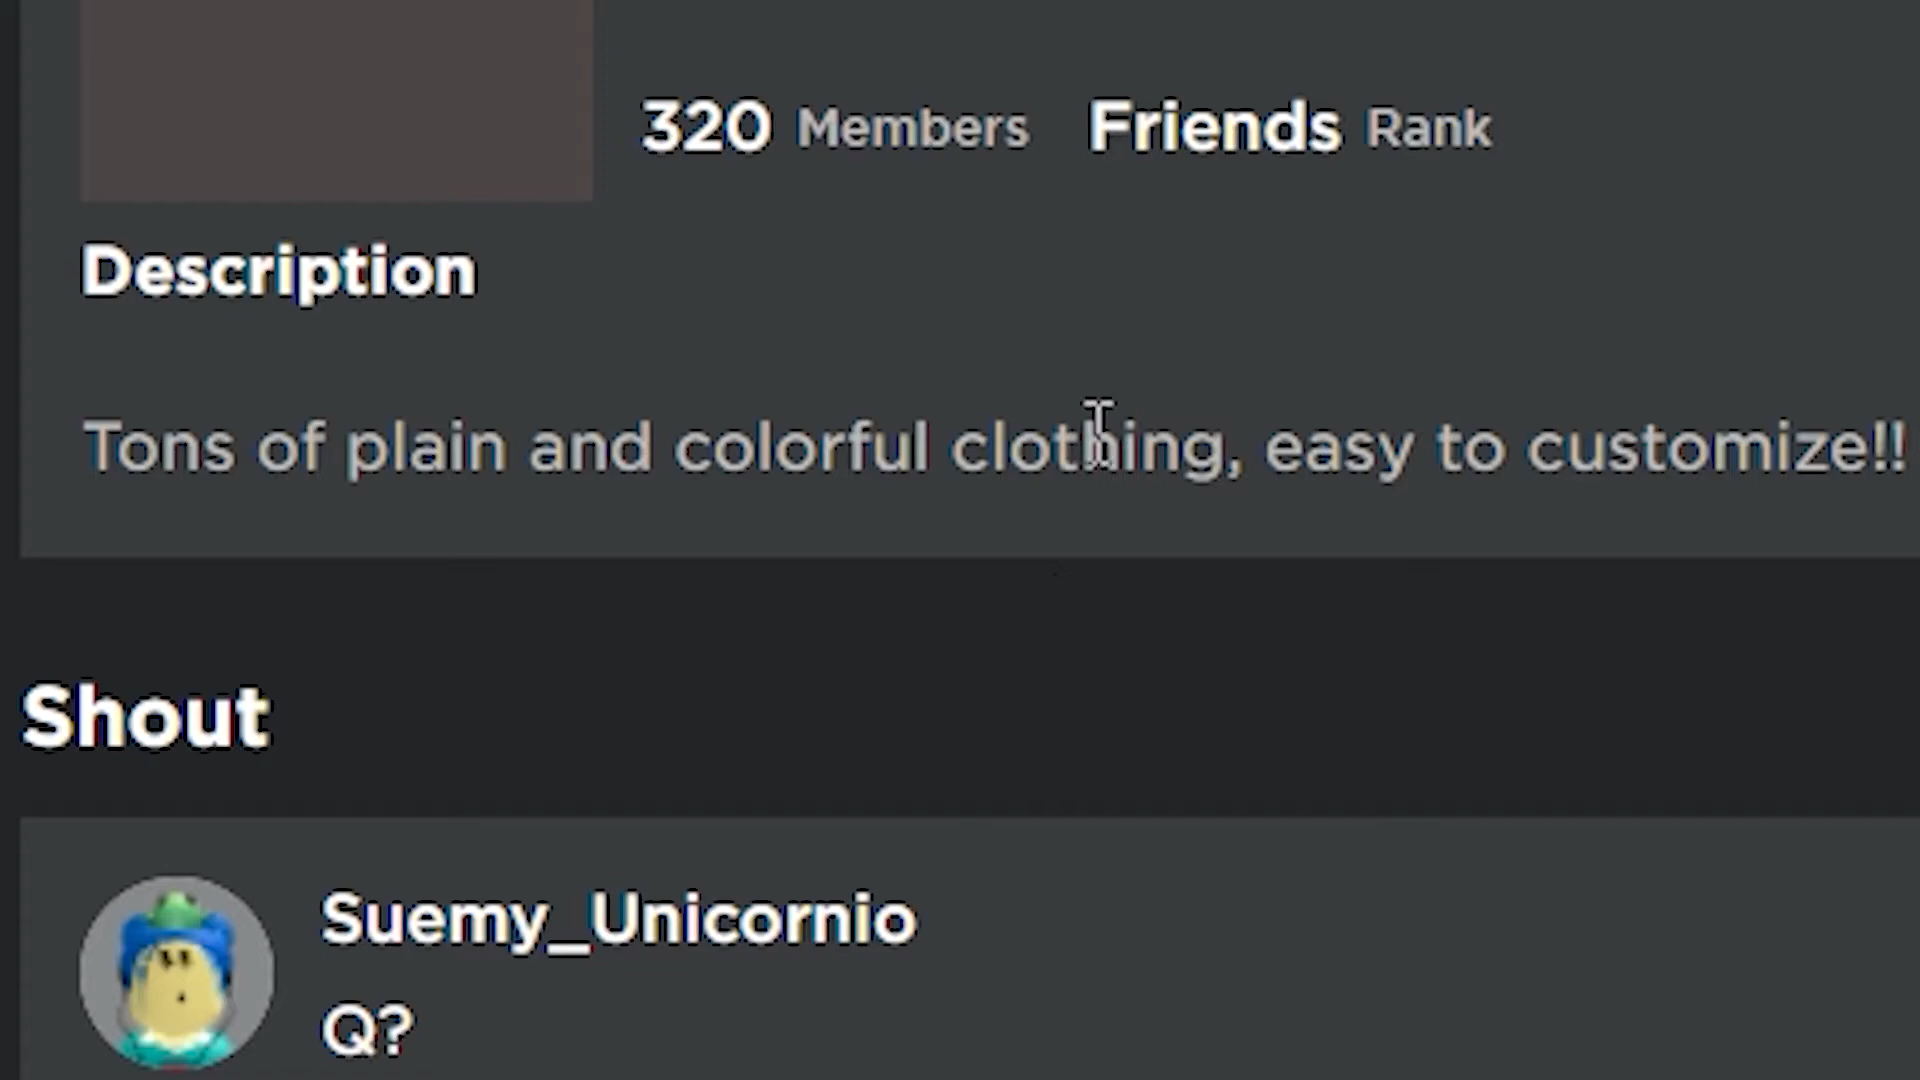 320 Members Friends Rank
Description
Tons of plain and colorful clothing, easy to customize!!
Shout
Suemy_Unicornio
Q?